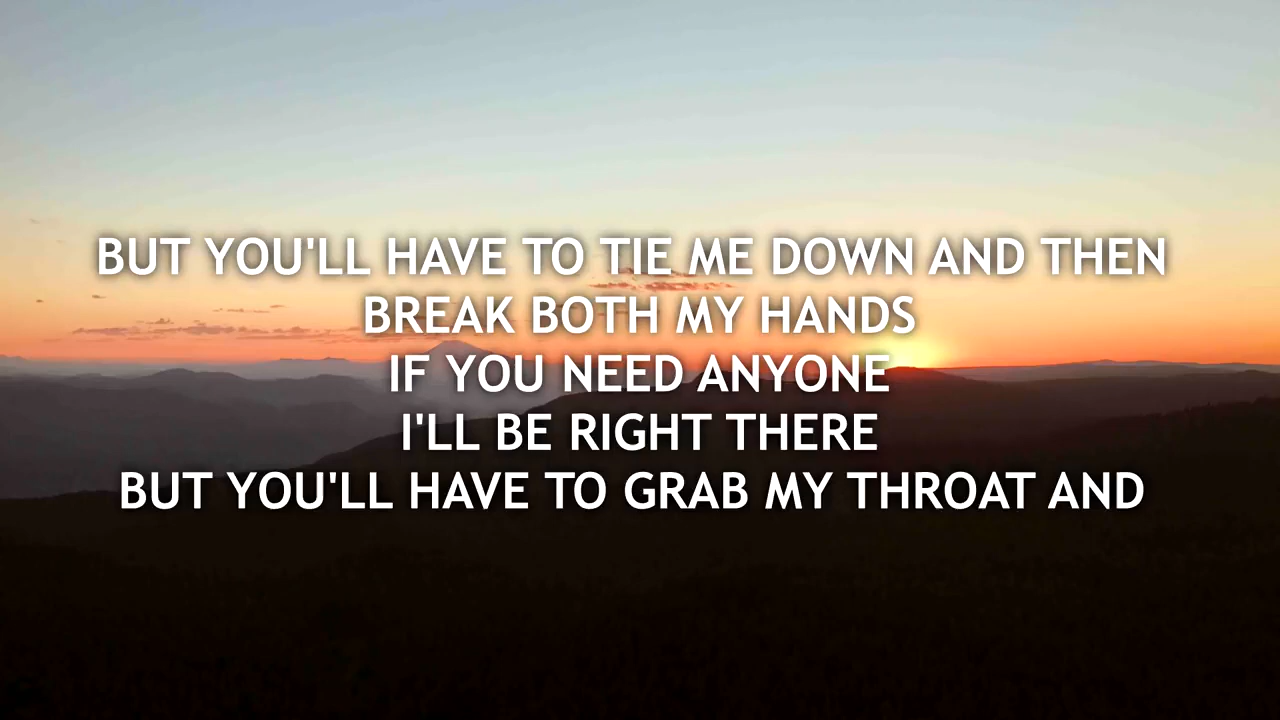 BUT YOU'LL HAVE TO TIE ME DOWN AND THEN
BREAK BOTH MY HANDS
IF YOU NEED ANYONE
I'LL BE RIGHT THERE
BUT YOU'LL HAVE TO GRAB MY THROAT AND